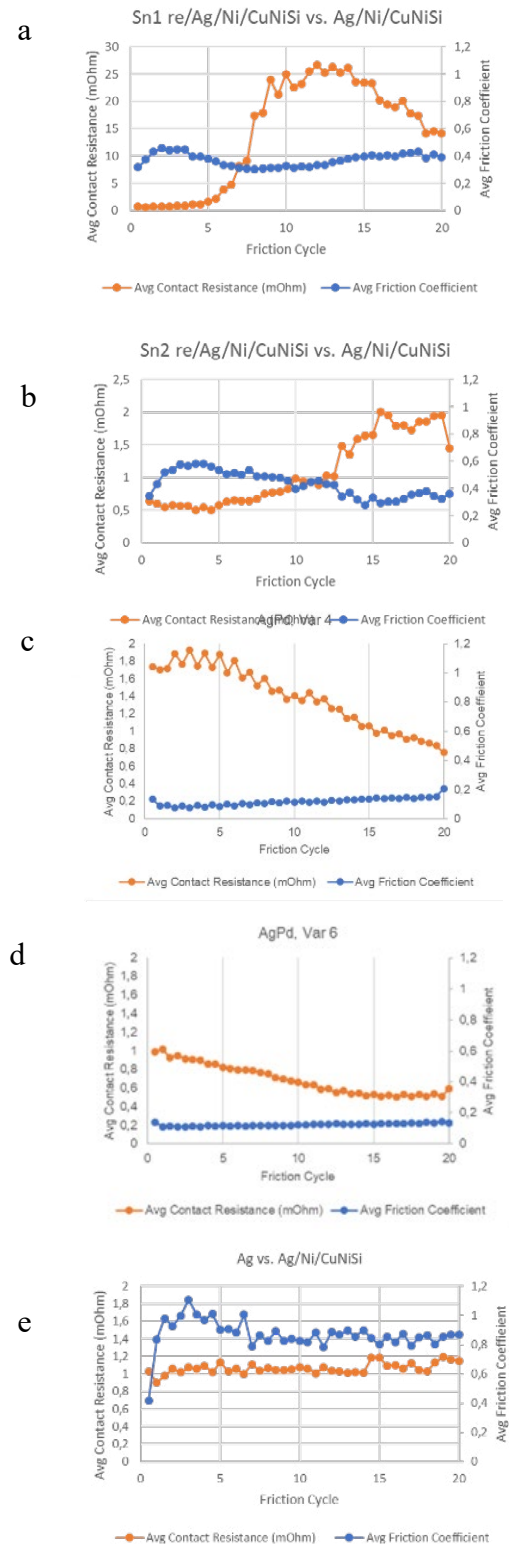 a
Sn1 re/Ag/Ni/CuNiSi vs. Ag/Ni/CuNiSi
Avg Contact Resistance (mOhm)
30
25
20
15
10
5
0
1,2
1
0,8
0,6
0,4
0,2
0
Avg Friction Coeffieient
0 5 10 15 20
Friction Cycle
Avg Contact Resistance (mOhm) Avg Friction Coefficient
b
Sn2 re/Ag/Ni/CuNiSi vs. Ag/Ni/CuNiSi
Avg Contact Resistance (mOhm)
2,5
2
1,5
1
0,5
0
1,2
1
0,8
0,6
0,4
0,2
0
Avg Friction Coeffieient
0 5 10 15 20
Friction Cycle
Avg Contact Resistance (mOhm) Avg Friction Coefficient
c
AgPd, Var 4
Avg Contact Resistance (mOhm)
2
1,8
1,6
1,4
1,2
1
0,8
0,6
0,4
0,2
0
1,2
1
0,8
0,6
0,4
0,2
0
Avg Friction Coeffieient
0 5 10 15 20
Friction Cycle
Avg Contact Resistance (mOhm) Avg Friction Coefficient
d
AgPd, Var 6
Avg Contact Resistance (mOhm)
2
1,8
1,6
1,4
1,2
1
0,8
0,6
0,4
0,2
0
1,2
1
0,8
0,6
0,4
0,2
0
Avg Friction Coeffieient
0 5 10 15 20
Friction Cycle
Avg Contact Resistance (mOhm) Avg Friction Coefficient
e
Ag vs. Ag/Ni/CuNiSi
Avg Contact Resistance (mOhm)
2
1,8
1,6
1,4
1,2
1
0,8
0,6
0,4
0,2
0
1,2
1
0,8
0,6
0,4
0,2
0
Avg Friction Coeffieient
0 5 10 15 20
Friction Cycle
Avg Contact Resistance (mOhm) Avg Friction Coefficient